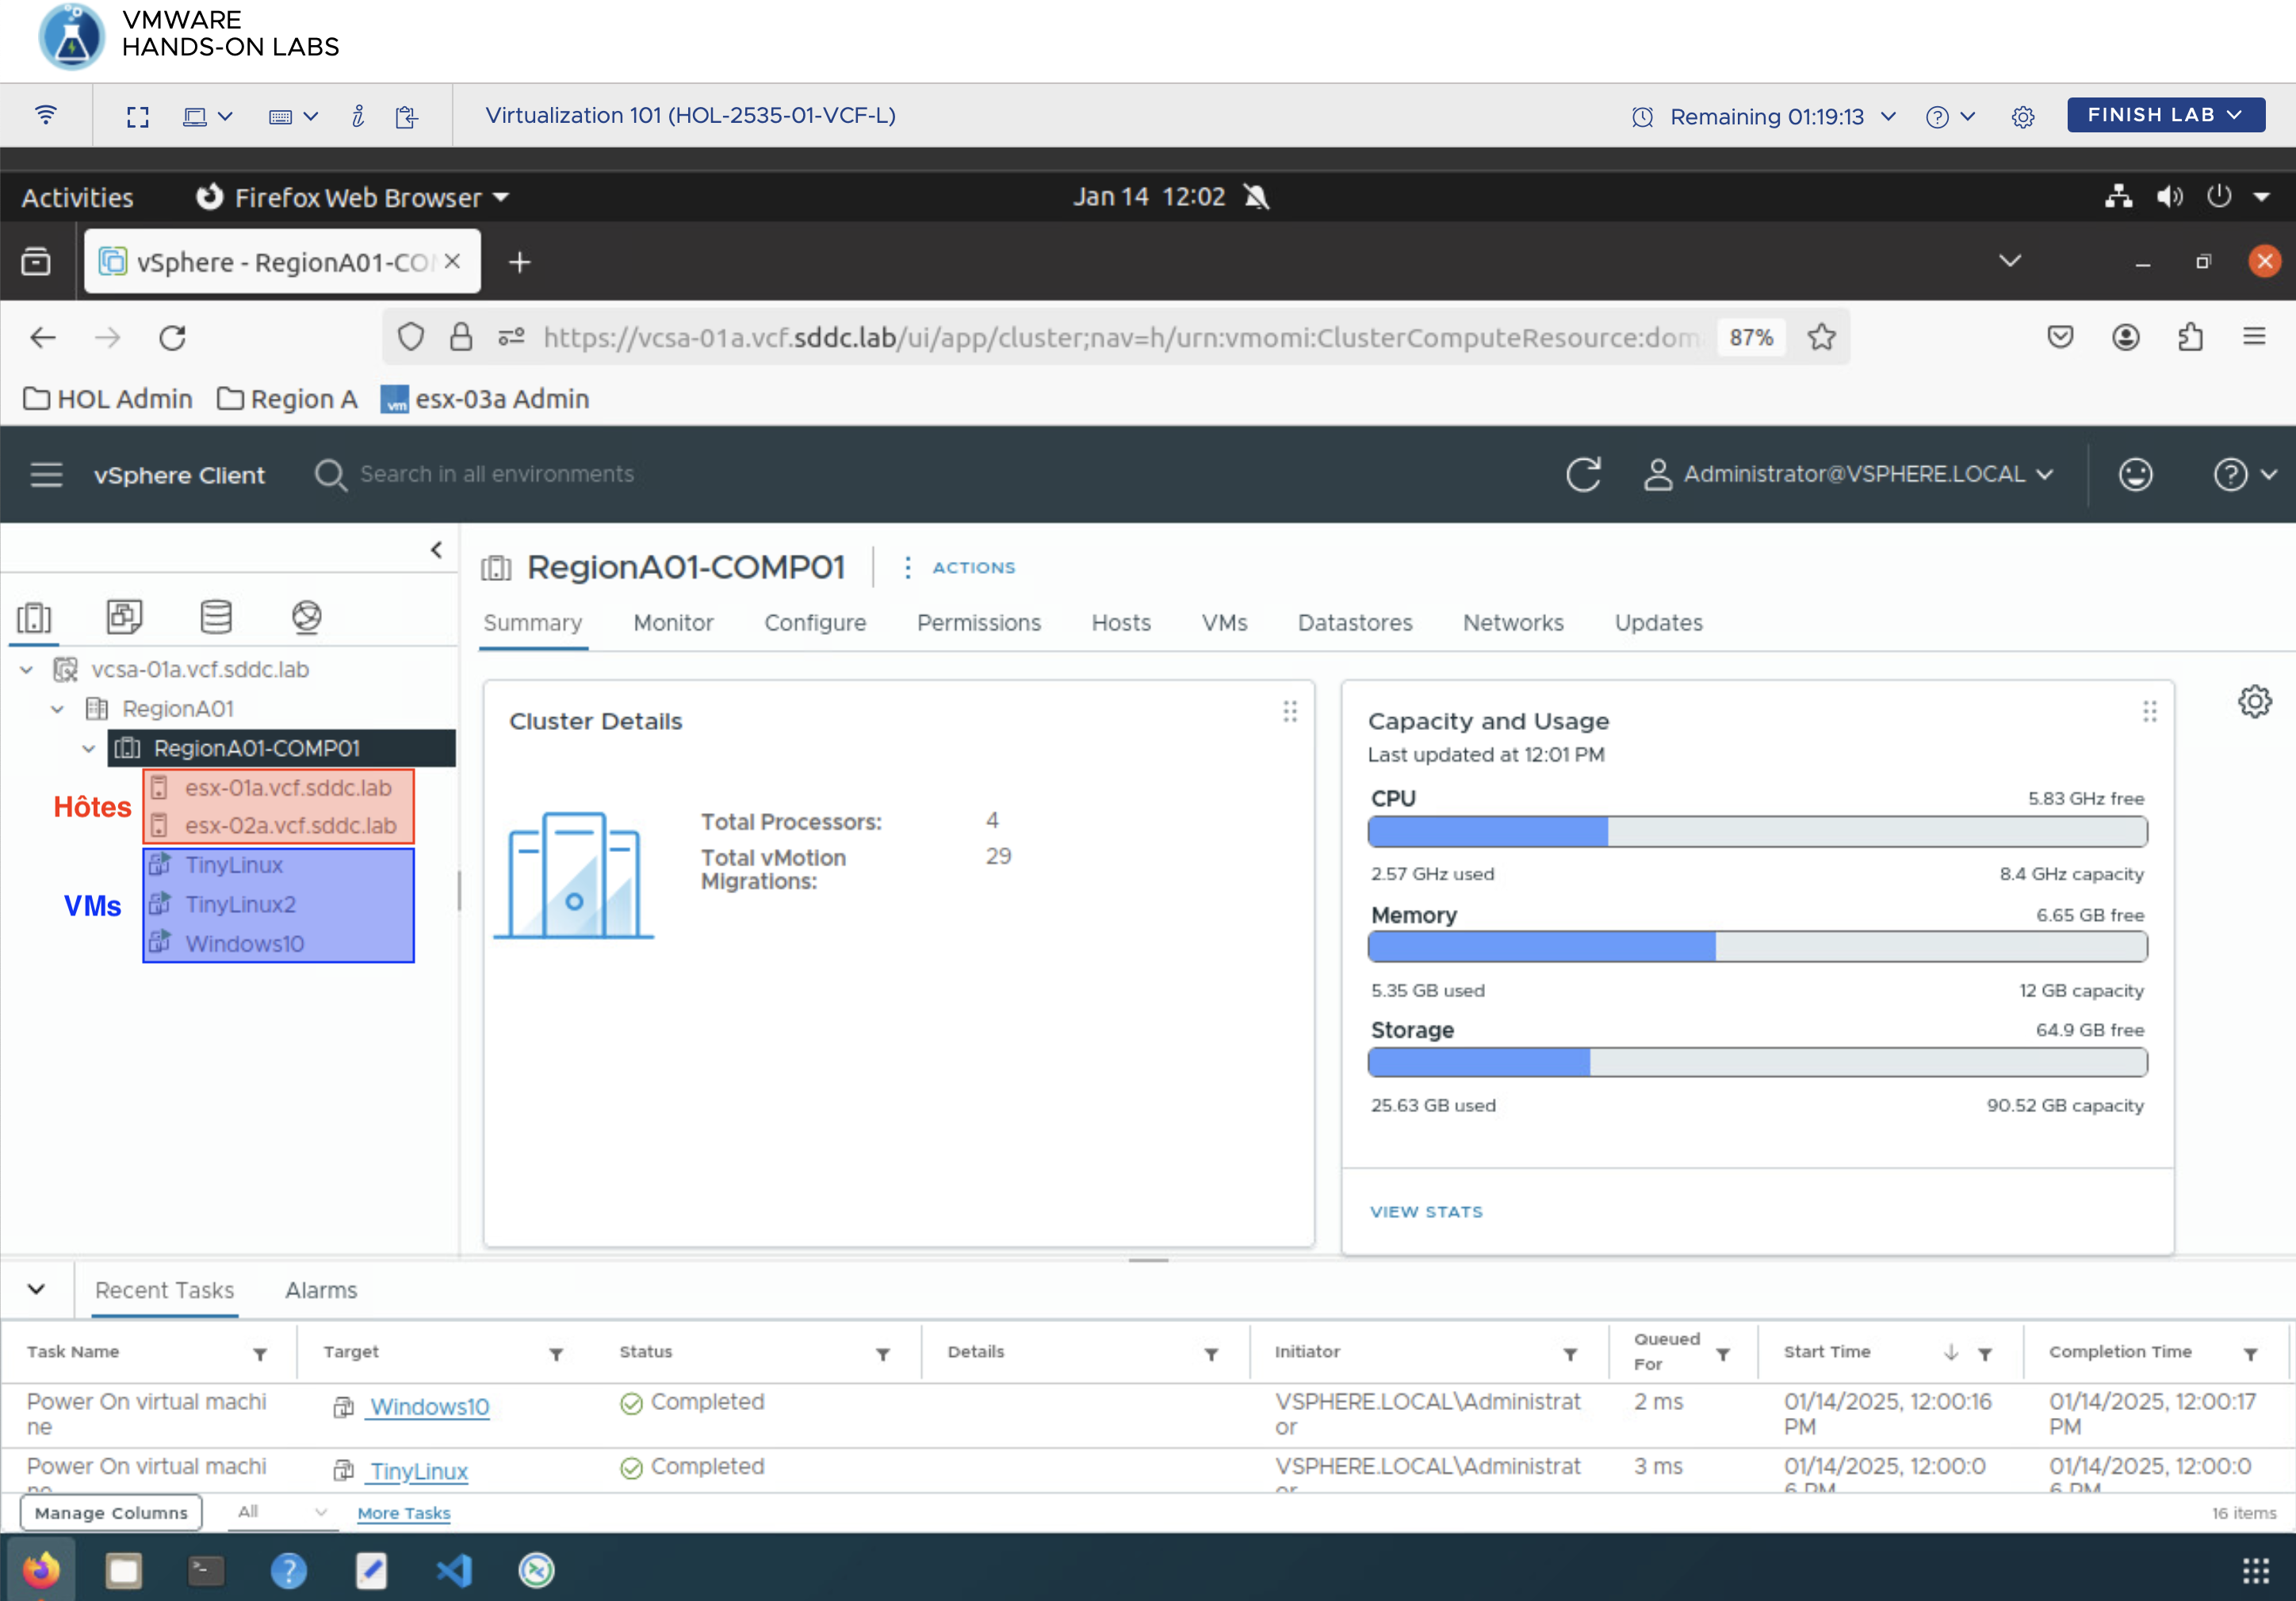 VMWARE
HANDS-ON LABS
Virtualization 101 (HOL-2535-01-VCF-L)
Remaining 01:19:13
FINISH LAB
Activities
Firefox Web Browser
Jan 14 12:02
vSphere - RegionA01-CO
https://vcsa-01a.vcf.sddc.lab/ui/app/cluster;nav=h/urn:vmomi:ClusterComputeResource:dom
87%
HOL Admin
Region A
vm
esx-03a Admin
vSphere Client
Search in all environments
Administrator@VSPHERE.LOCAL
RegionA01-COMP01
ACTIONS
Summary
Monitor
Configure
Permissions
Hosts
VMs
Datastores
Networks
Updates
vcsa-01a.vcf.sddc.lab
RegionA01
RegionA01-COMP01
Hôtes
esx-01a.vcf.sddc.lab
esx-02a.vcf.sddc.lab
VMs
TinyLinux
TinyLinux2
Windows10
Cluster Details
Total Processors: 4
Total vMotion 29
Migrations:
Capacity and Usage
Last updated at 12:01 PM
CPU
5.83 GHz free
2.57 GHz used
8.4 GHz capacity
Memory
6.65 GB free
5.35 GB used
12 GB capacity
Storage
64.9 GB free
25.63 GB used
90.52 GB capacity
VIEW STATS
Recent Tasks
Alarms
Task Name
Target
Status
Details
Initiator
Queued
For
Start Time
Completion Time
Power On virtual machi
ne
Windows10
Completed
VSPHERE.LOCAL\Administrat
or
2 ms
01/14/2025, 12:00:16
PM
01/14/2025, 12:00:17
PM
Power On virtual machi
ne
TinyLinux
Completed
VSPHERE.LOCAL\Administrat
or
3 ms
01/14/2025, 12:00:0
6 PM
01/14/2025, 12:00:0
6 PM
Manage Columns
All
More Tasks
16 items